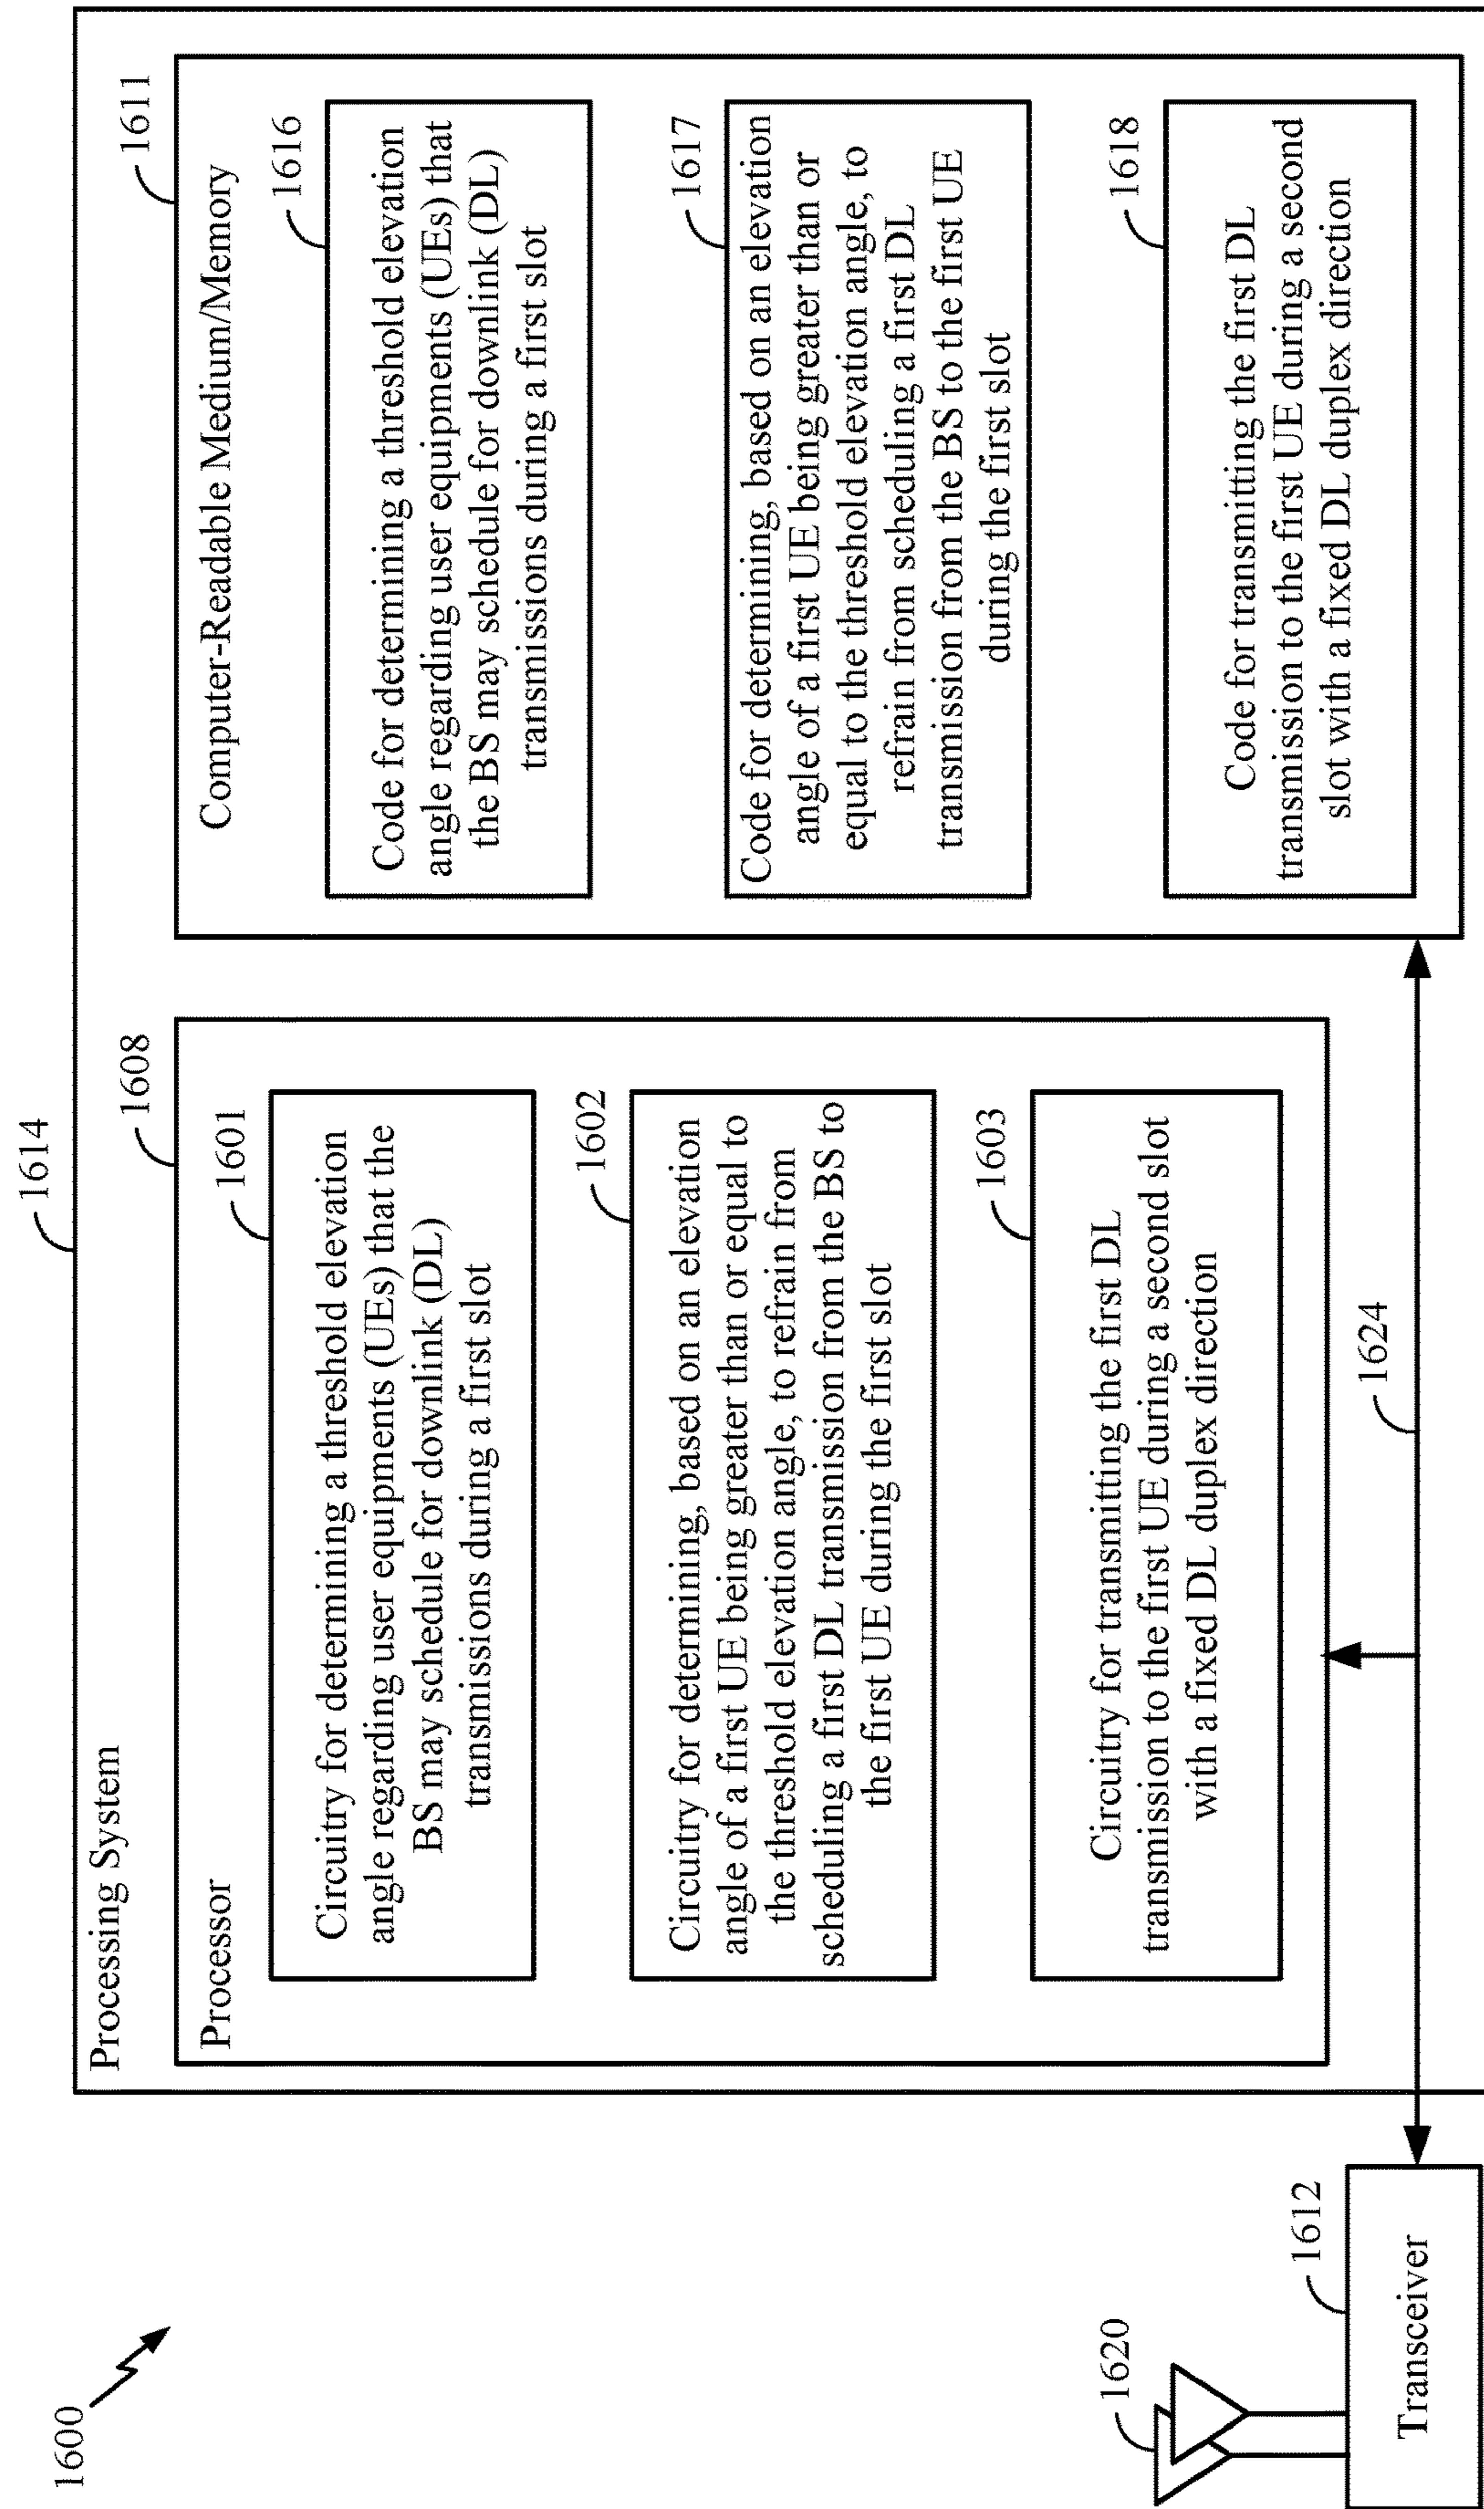 1600
1614
Processing System
1608
Processor
1601
Circuitry for determining a threshold elevation
angle regarding user equipments (UEs) that the
BS may schedule for downlink (DL)
transmissions during a first slot
1602
Circuitry for determining, based on an elevation
angle of a first UE being greater than or equal to
the threshold elevation angle, to refrain from
scheduling a first DL transmission from the BS to
the first UE during the first slot
1603
Circuitry for transmitting the first DL
transmission to the first UE during a second slot
with a fixed DL duplex direction
1611
Computer-Readable Medium/Memory
1616
Code for determining a threshold elevation
angle regarding user equipments (UEs) that
the BS may schedule for downlink (DL)
transmissions during a first slot
1617
Code for determining, based on an elevation
angle of a first UE being greater than or
equal to the threshold elevation angle, to
refrain from scheduling a first DL
transmission from the BS to the first UE
during the first slot
1618
Code for transmitting the first DL
transmission to the first UE during a second
slot with a fixed DL duplex direction
1620
1612
Transceiver
1624